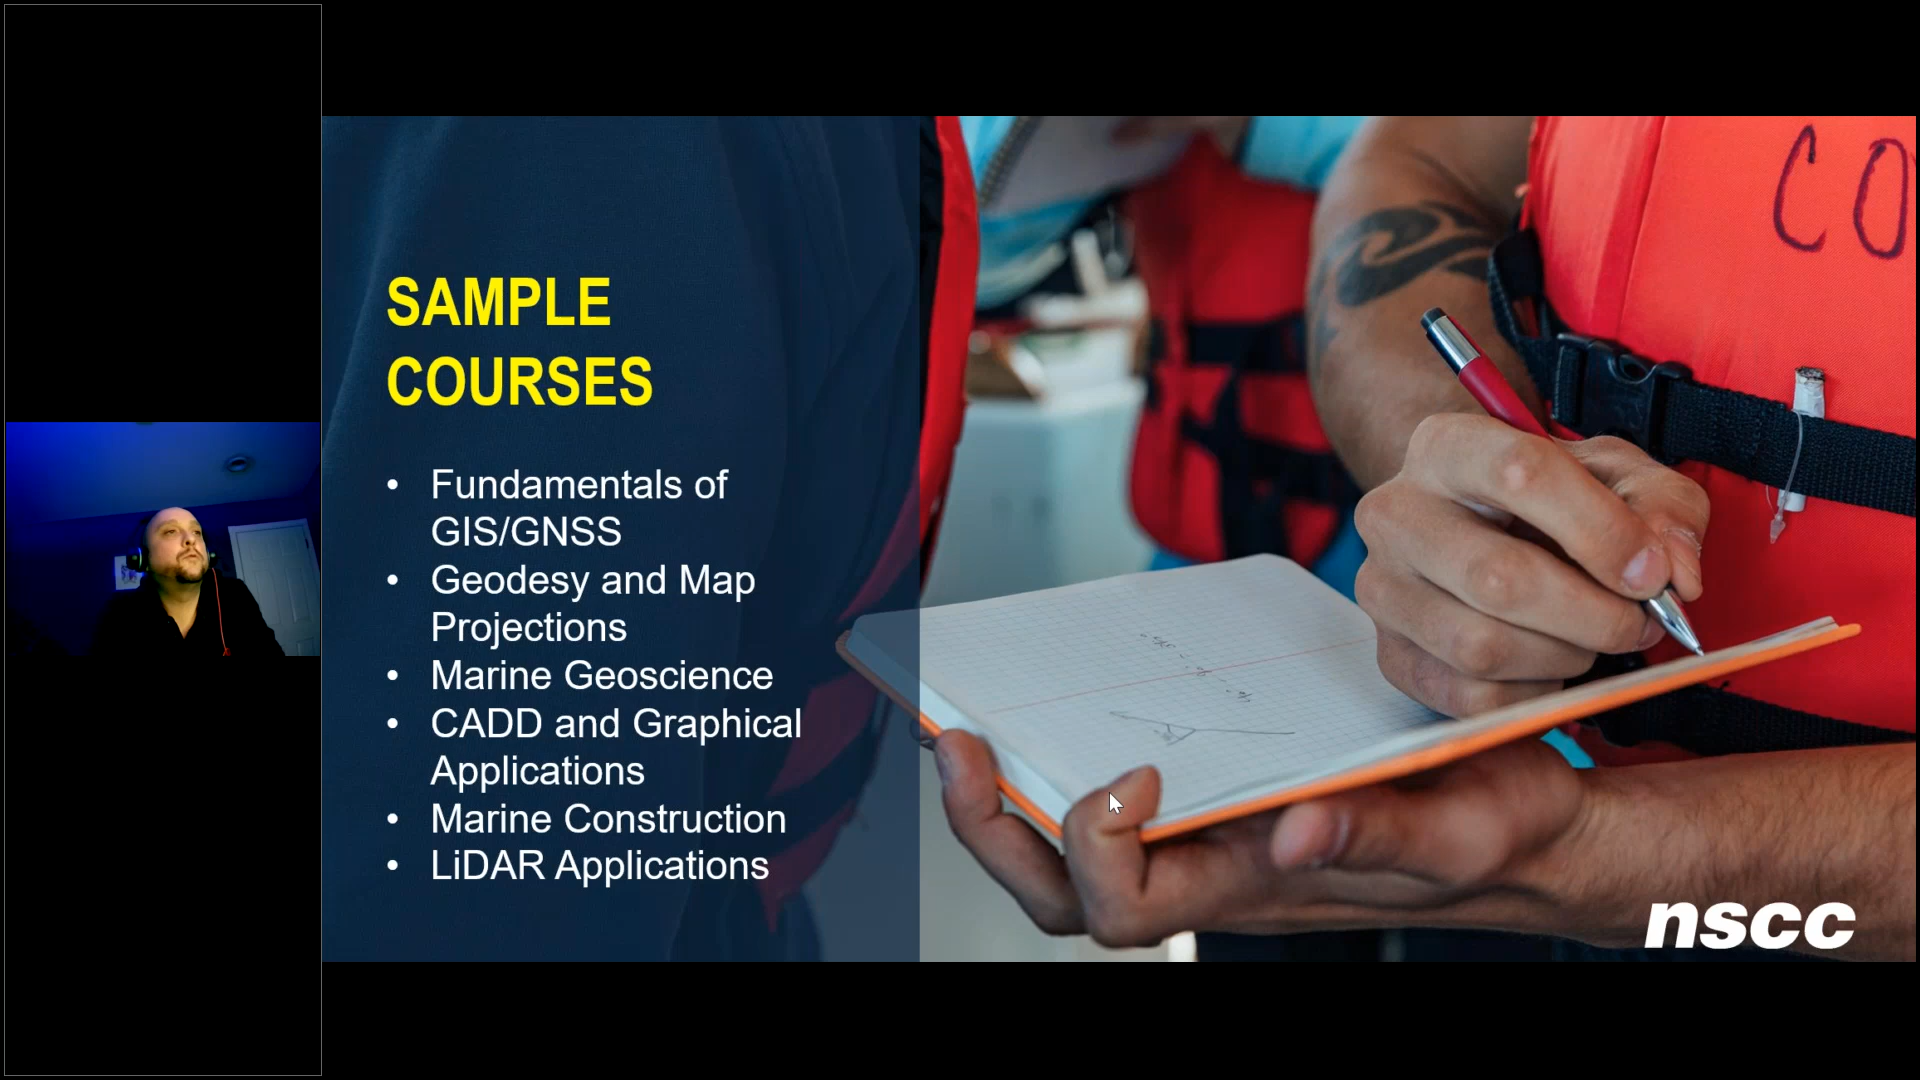 SAMPLE
COURSES
• Fundamentals of
GIS/GNSS
• Geodesy and Map
Projections
• Marine Geoscience
• CADD and Graphical
Applications
• Marine Construction
• LiDAR Applications
CO
nscc